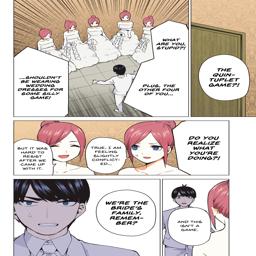 THE
QUIN-
TUPLET
GAME?!
WHAT
ARE YOU,
STUPID?!
PLUS, THE
OTHER FOUR
OF YOU...
...SHOULDN'T
BE WEARING
WEDDING
DRESSES FOR
SOME SILLY
GAME!
DO YOU
REALIZE
WHAT
YOU'RE
DOING?!
TRUE. I AM
FEELING
SLIGHTLY
CONFLICT-
ED...
BUT IT WAS
HARD TO
RESIST AFTER
WE CAME
UP WITH IT.
AND THIS
ISN'T A
GAME.
WE'RE THE
BRIDE'S
FAMILY,
REMEM-
BER?